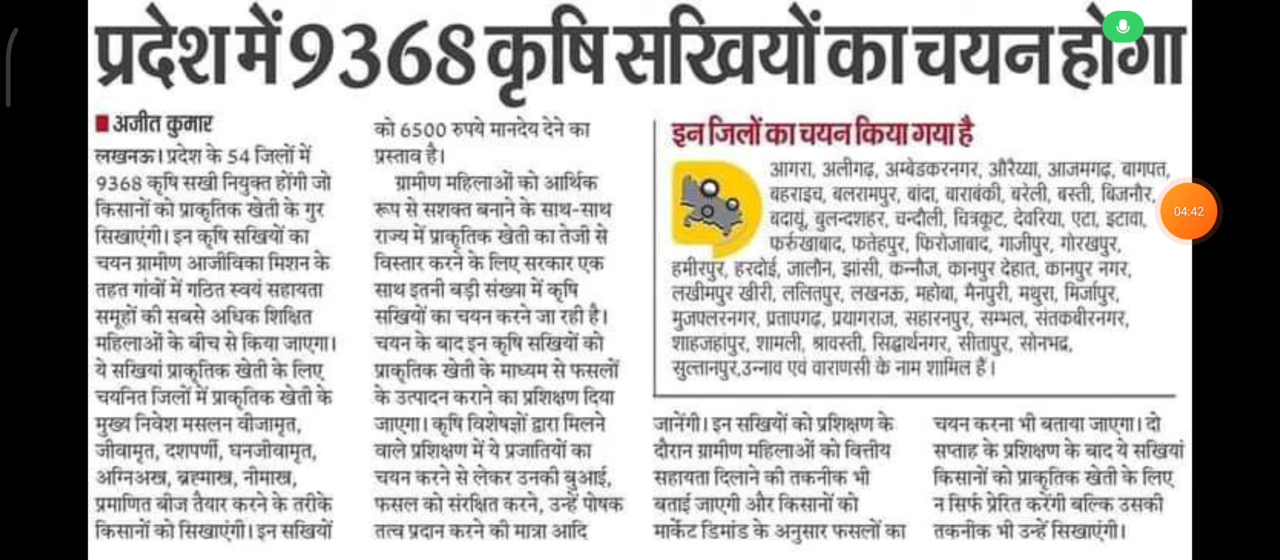 प्रदेश में 9368 कृषि सखियों का चयन होगा
अजीत कुमार
लखनऊ। प्रदेश के 54 जिलों में
9368 कृषि सखी नियुक्त होंगी जो
किसानों को प्राकृतिक खेती के गुर
सिखाएंगी। इन कृषि सखियों का
चयन ग्रामीण आजीविका मिशन के
तहत गांवों में गठित स्वयं सहायता
समूहों की सबसे अधिक शिक्षित
महिलाओं के बीच से किया जाएगा।
ये सखियां प्राकृतिक खेती के लिए
चयनित जिलों में प्राकृतिक खेती के
मुख्य निवेश मसलन वीजामृत,
जीवामृत, दशपर्णी, घनजीवामृत,
अग्निअस्त्र, ब्रह्मास्त्र, नीमास्त्र,
प्रमाणित बीज तैयार करने के तरीके
किसानों को सिखाएंगी। इन सखियों
को 6500 रुपये मानदेय देने का
प्रस्ताव है।
ग्रामीण महिलाओं को आर्थिक
रूप से सशक्त बनाने के साथ-साथ
राज्य में प्राकृतिक खेती का तेजी से
विस्तार करने के लिए सरकार एक
साथ इतनी बड़ी संख्या में कृषि
सखियों का चयन करने जा रही है।
चयन के बाद इन कृषि सखियों को
प्राकृतिक खेती के माध्यम से फसलों
के उत्पादन कराने का प्रशिक्षण दिया
जाएगा। कृषि विशेषज्ञों द्वारा मिलने
वाले प्रशिक्षण में ये प्रजातियों का
चयन करने से लेकर उनकी बुआई,
फसल को संरक्षित करने, उन्हें पोषक
तत्व प्रदान करने की मात्रा आदि
इन जिलों का चयन किया गया है
आगरा, अलीगढ़, अम्बेडकरनगर, औरैय्या, आजमगढ़, बागपत,
बहराइच, बलरामपुर, बांदा, बाराबंकी, बरेली, बस्ती, बिजनौर,
बदायूं, बुलन्दशहर, चन्दौली, चित्रकूट, देवरिया, एटा, इटावा,
फर्रुखाबाद, फतेहपुर, फिरोजाबाद, गाजीपुर, गोरखपुर,
हमीरपुर, हरदोई, जालौन, झांसी, कन्नौज, कानपुर देहात, कानपुर नगर,
लखीमपुर खीरी, ललितपुर, लखनऊ, महोबा, मैनपुरी, मथुरा, मिर्जापुर,
मुजफ्लरनगर, प्रतापगढ़, प्रयागराज, सहारनपुर, सम्भल, संतकबीरनगर,
शाहजहांपुर, शामली, श्रावस्ती, सिद्धार्थनगर, सीतापुर, सोनभद्र,
सुल्तानपुर,उन्नाव एवं वाराणसी के नाम शामिल हैं।
जानेंगी। इन सखियों को प्रशिक्षण के
दौरान ग्रामीण महिलाओं को वित्तीय
सहायता दिलाने की तकनीक भी
बताई जाएगी और किसानों को
मार्केट डिमांड के अनुसार फसलों का
चयन करना भी बताया जाएगा। दो
सप्ताह के प्रशिक्षण के बाद ये सखियां
किसानों को प्राकृतिक खेती के लिए
न सिर्फ प्रेरित करेंगी बल्कि उसकी
तकनीक भी उन्हें सिखाएंगी।
04:42